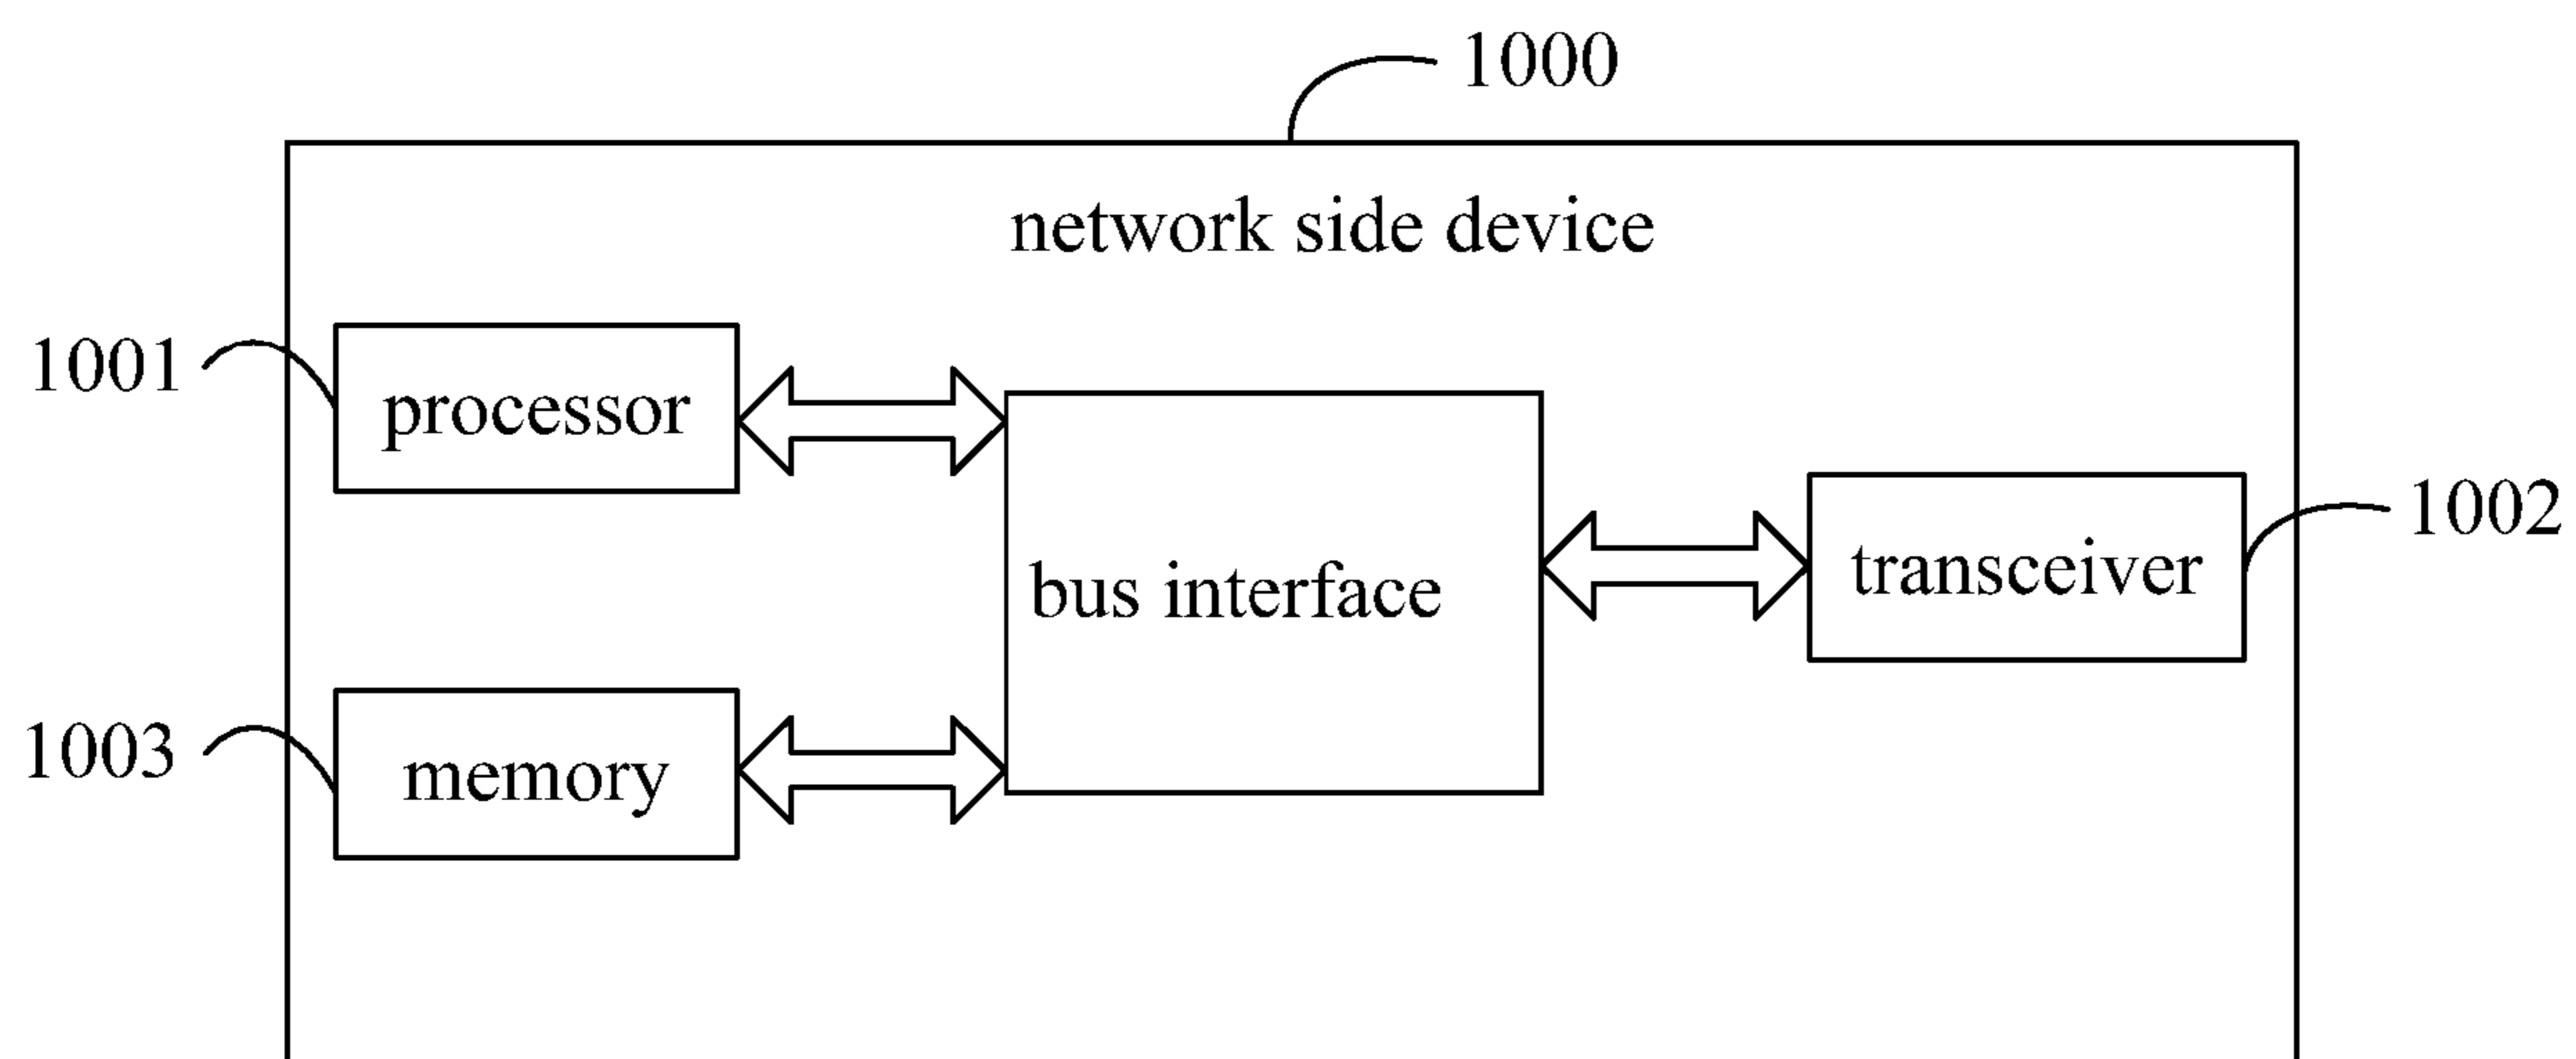 1000
network side device
1001
processor
1002
transceiver
bus interface
1003
memory